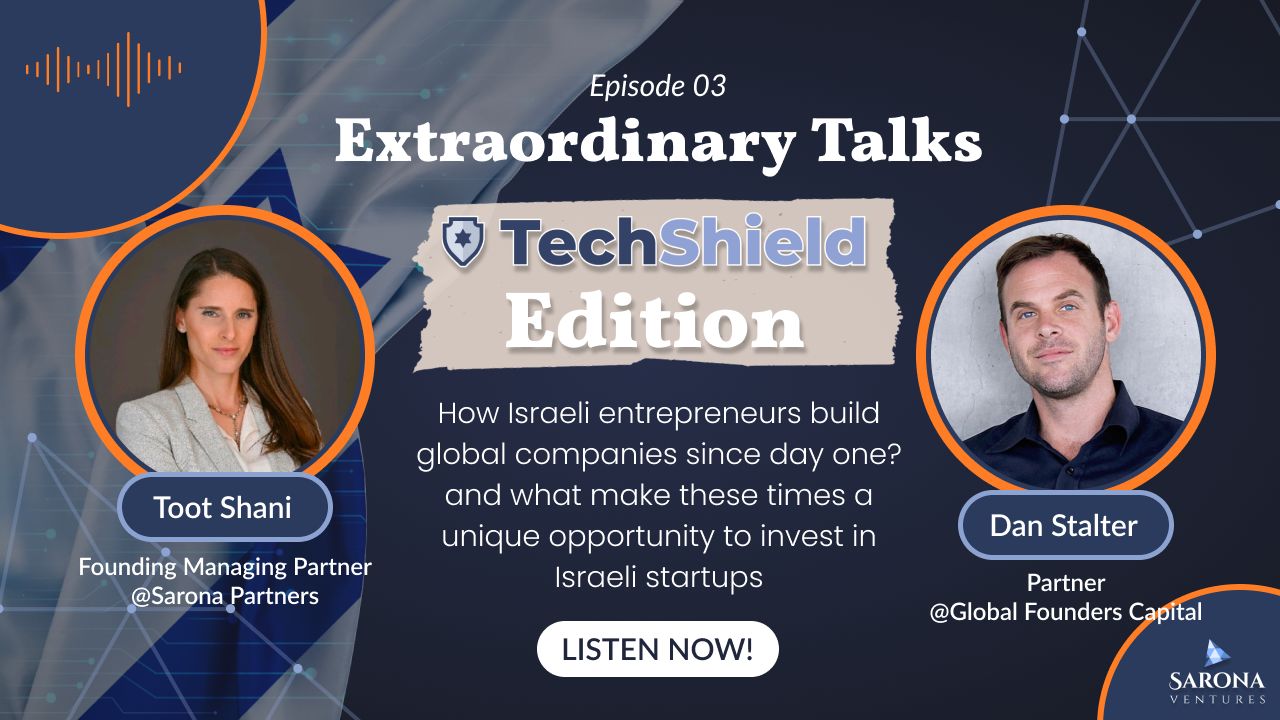 Episode 03
Extraordinary Talks
TechShield
Edition
How Israeli entrepreneurs build
global companies since day one?
and what make these times a
unique opportunity to invest in
Israeli startups
LISTEN NOW!
Toot Shani
Founding Managing Partner
@Sarona Partners
Dan Stalter
Partner
@Global Founders Capital
SARONA
VENTURES